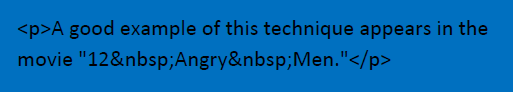 <p>A good example of this technique appears in the
movie "12&nbsp;Angry&nbsp;Men."</p>